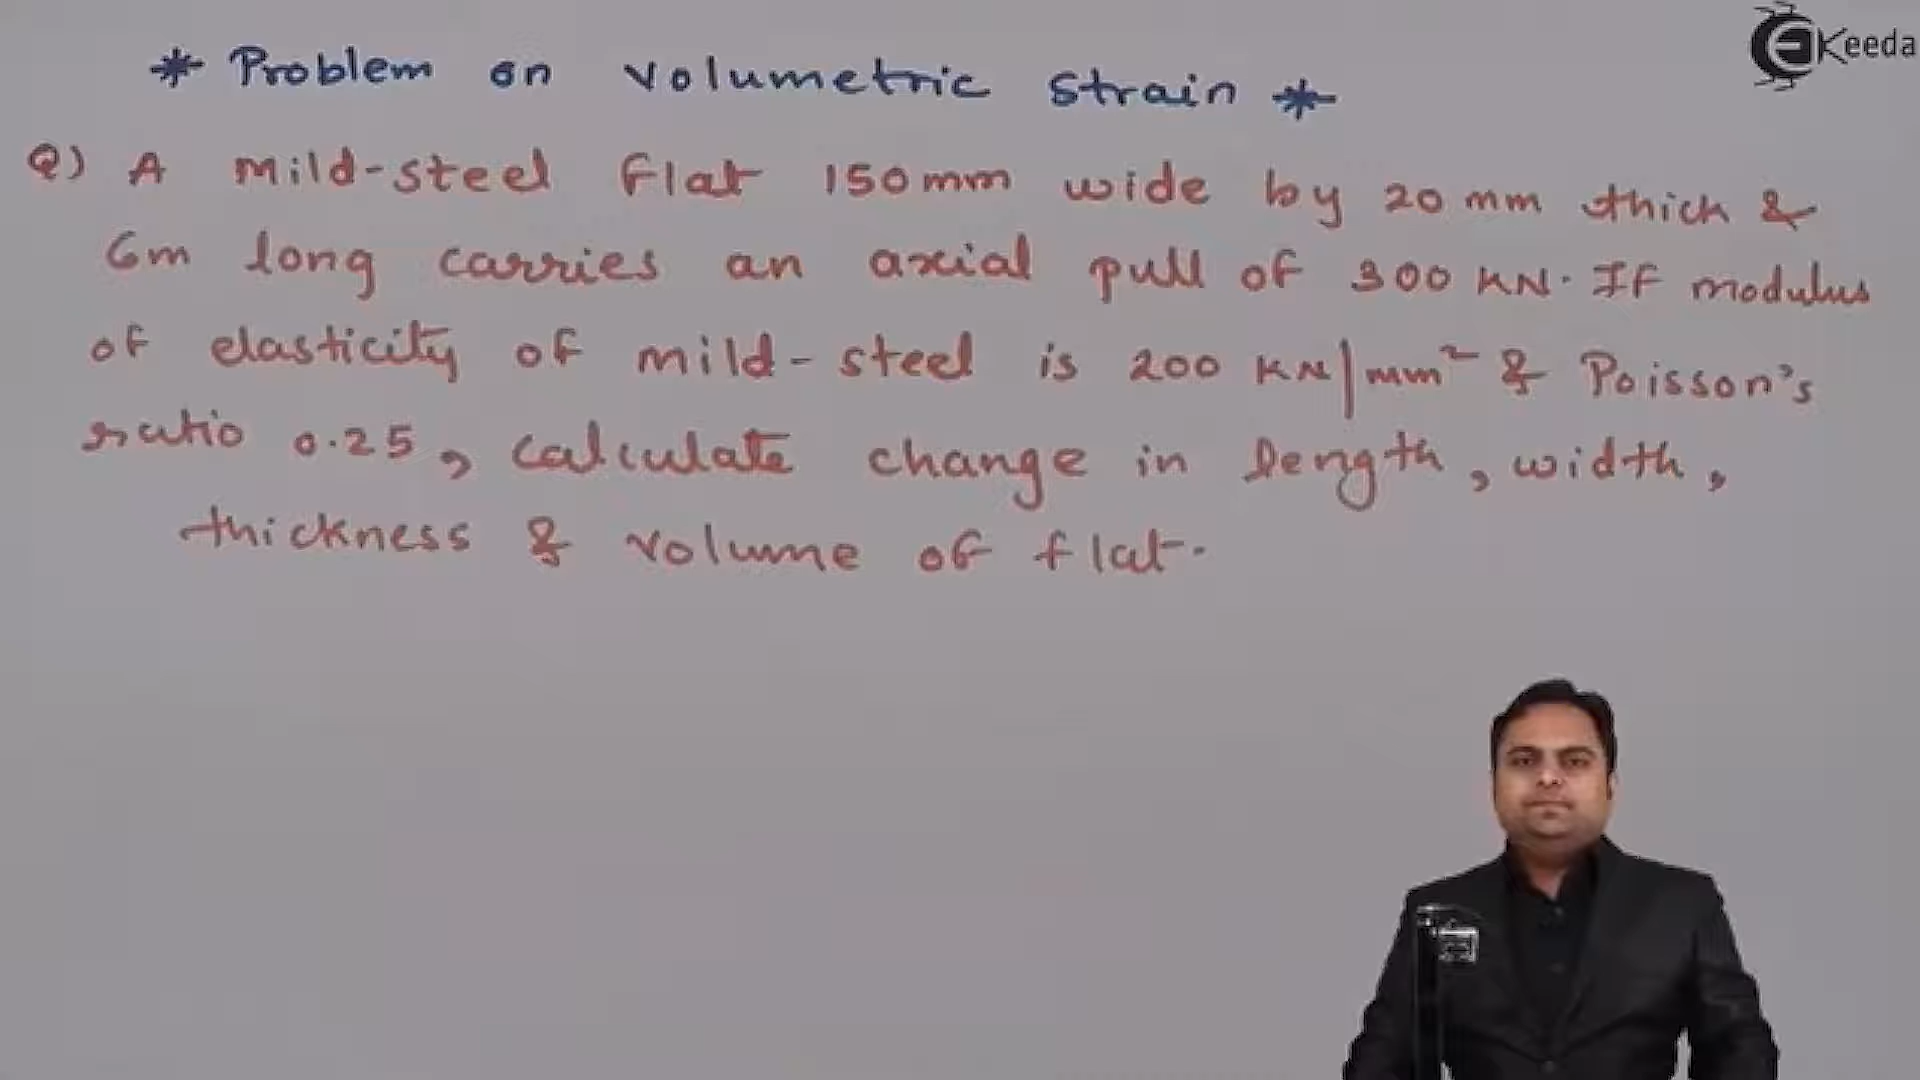 * Problem on volumetric strain *
Keeda
Q) A mild-steel flat 150mm wide by 20 mm thick &
6m long carries an axial pull of 300 KN. If modulus
of elasticity of mild-steel is 200 KN/mm² & Poisson's
ratio 0.25, calculate change in length, width,
thickness & volume of flat.